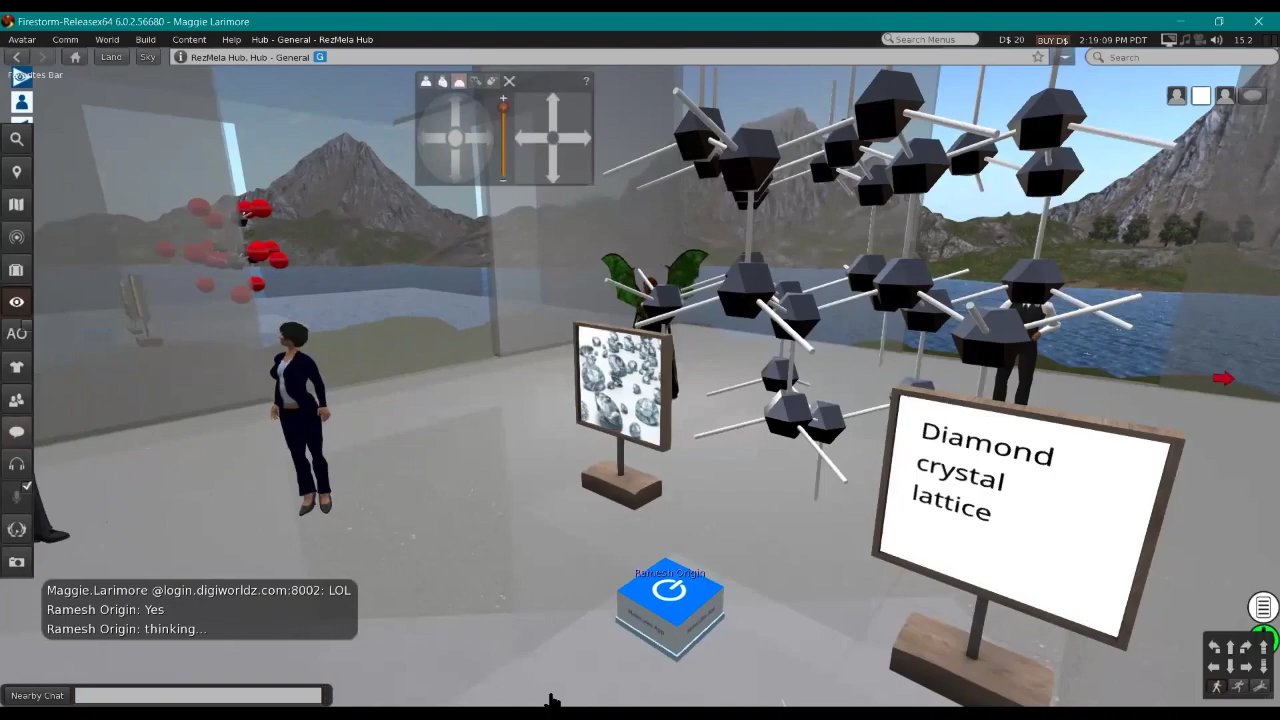 Firestorm-Releasex64 6.0.2.56680 - Maggie Larimore
Avatar Comm World Build Content Help Hub - General - RezMela Hub
Search Menus
D$ 20 BUY D$ 2:19:09 PM PDT 15.2
Land Sky RezMela Hub, Hub - General G
Search
Favorites Bar
?
AO
Diamond
crystal
lattice
Ramesh Origin
Maggie.Larimore @login.digiworldz.com:8002: LOL
Ramesh Origin: Yes
Ramesh Origin: thinking...
Nearby Chat